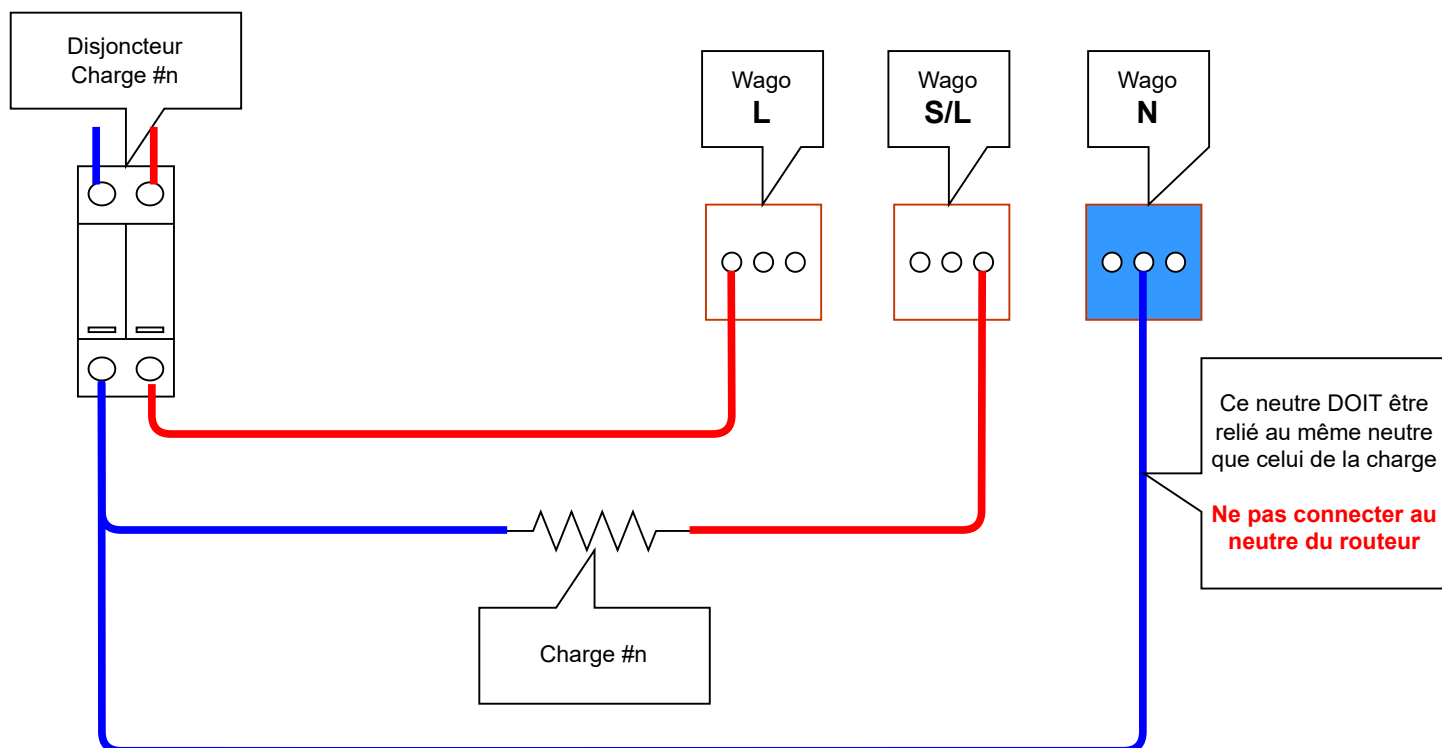 Disjoncteur
Charge #n
Wago
L
Wago
S/L
Wago
N
Ce neutre DOIT être
relié au même neutre
que celui de la charge
Ne pas connecter au
neutre du routeur
Charge #n